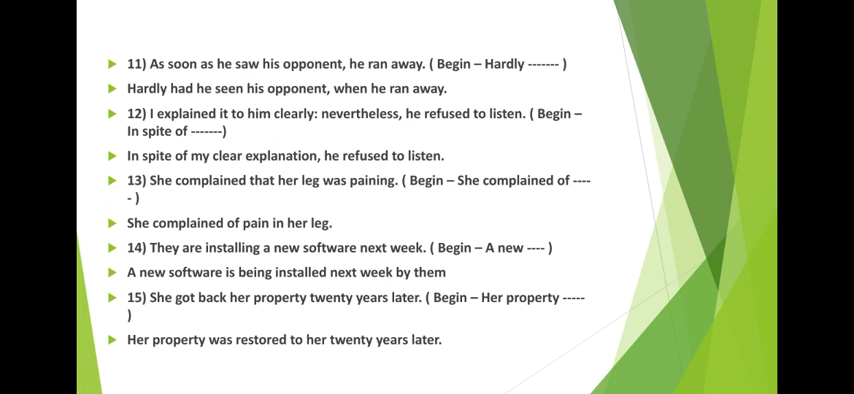 11) As soon as he saw his opponent, he ran away. ( Begin – Hardly ------- )
Hardly had he seen his opponent, when he ran away.
12) I explained it to him clearly: nevertheless, he refused to listen. ( Begin –
In spite of -------)
In spite of my clear explanation, he refused to listen.
13) She complained that her leg was paining. ( Begin – She complained of ----
- )
She complained of pain in her leg.
14) They are installing a new software next week. ( Begin – A new ---- )
A new software is being installed next week by them
15) She got back her property twenty years later. ( Begin – Her property -----
)
Her property was restored to her twenty years later.